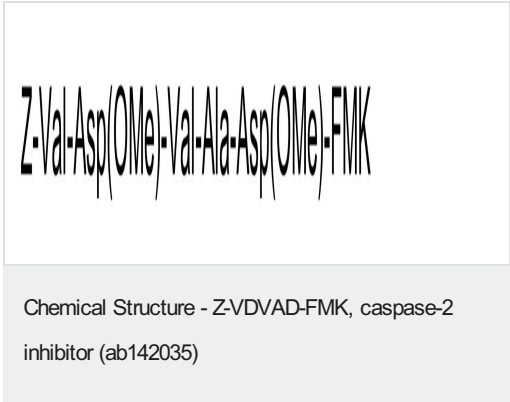 Z-Val-Asp(OMe)-Val-Ala-Asp(OMe)-FMK
Chemical Structure - Z-VDVAD-FMK, caspase-2
inhibitor (ab142035)